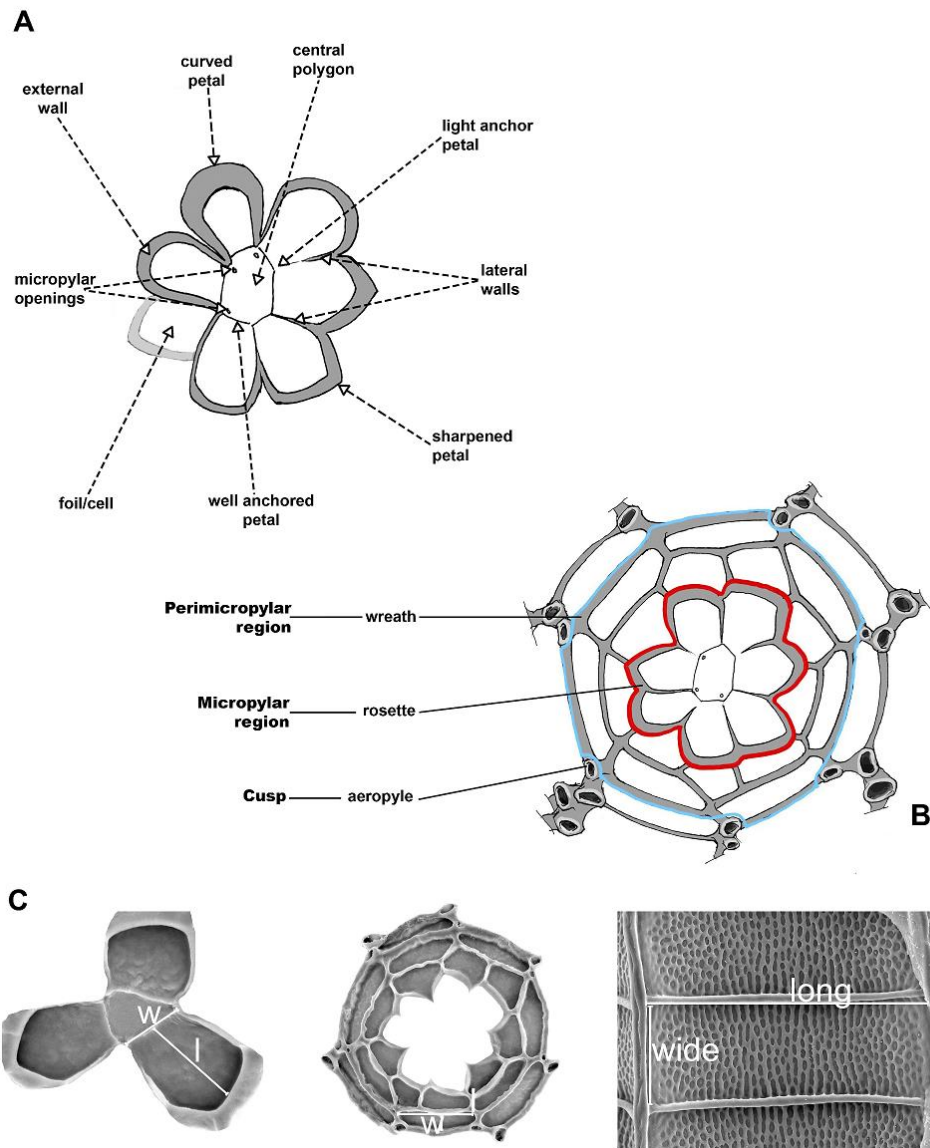 A
central
polygon
curved
petal
external
wall
light anchor
petal
micropylar
openings
lateral
walls
sharpened
petal
foil/cell
well anchored
petal
Perimicropylar
region
wreath
Micropylar
region
rosette
Cusp
aeropyle
B
C
w
l
l
w
long
wide